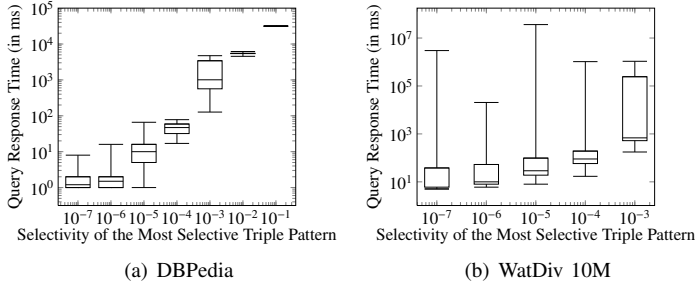 Query Response Time (in ms)
10^5
10^4
10^3
10^2
10^1
10^0
10^-7 10^-6 10^-5 10^-4 10^-3 10^-2 10^-1
Selectivity of the Most Selective Triple Pattern
(a) DBPedia
Query Response Time (in ms)
10^7
10^5
10^3
10^1
10^-7 10^-6 10^-5 10^-4 10^-3
Selectivity of the Most Selective Triple Pattern
(b) WatDiv 10M